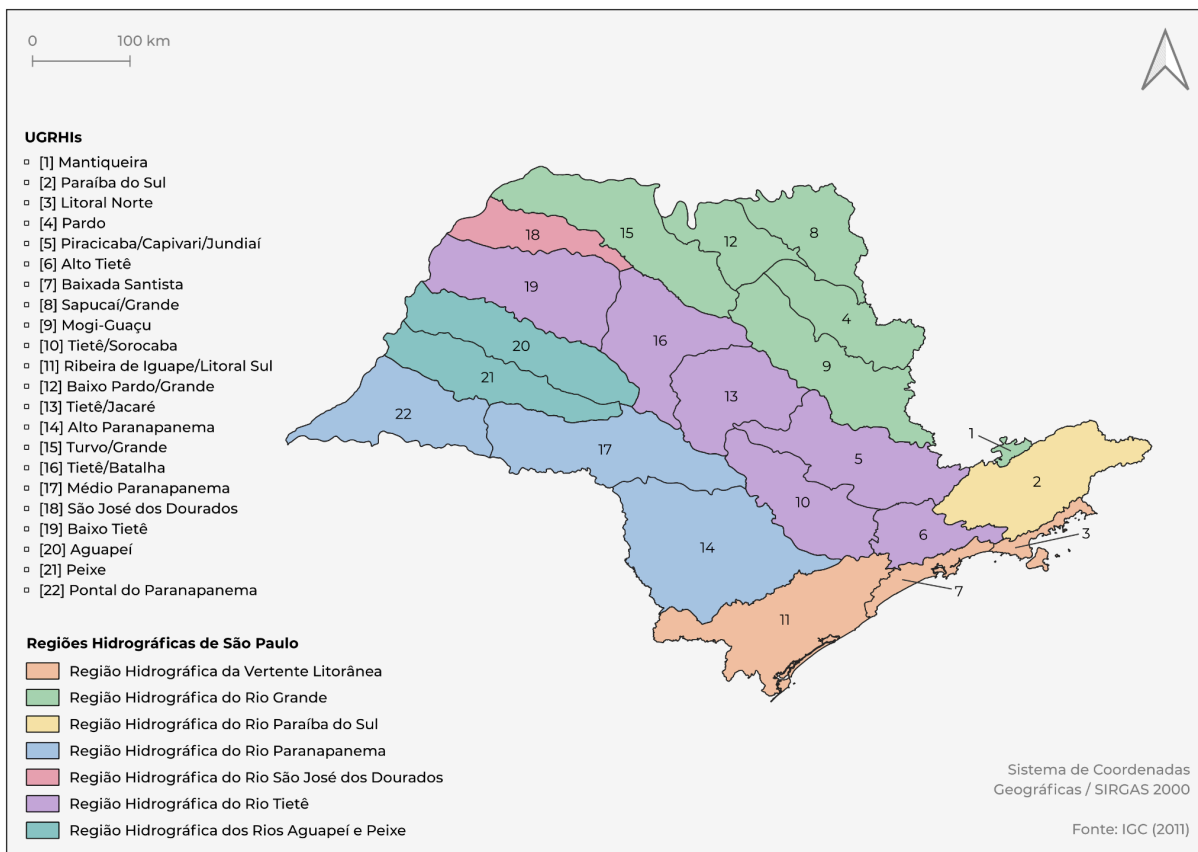 0 100 km
UGRHIs
[1] Mantiqueira
[2] Paraíba do Sul
[3] Litoral Norte
[4] Pardo
[5] Piracicaba/Capivari/Jundiaí
[6] Alto Tietê
[7] Baixada Santista
[8] Sapucaí/Grande
[9] Mogi-Guaçu
[10] Tietê/Sorocaba
[11] Ribeira de Iguape/Litoral Sul
[12] Baixo Pardo/Grande
[13] Tietê/Jacaré
[14] Alto Paranapanema
[15] Turvo/Grande
[16] Tietê/Batalha
[17] Médio Paranapanema
[18] São José dos Dourados
[19] Baixo Tietê
[20] Aguapeí
[21] Peixe
[22] Pontal do Paranapanema
18
15
12
8
19
20
16
4
21
9
22
13
17
5
1
2
10
14
6
3
7
11
Regiões Hidrográficas de São Paulo
Região Hidrográfica da Vertente Litorânea
Região Hidrográfica do Rio Grande
Região Hidrográfica do Rio Paraíba do Sul
Região Hidrográfica do Rio Paranapanema
Região Hidrográfica do Rio São José dos Dourados
Região Hidrográfica do Rio Tietê
Região Hidrográfica dos Rios Aguapeí e Peixe
Sistema de Coordenadas
Geográficas / SIRGAS 2000
Fonte: IGC (2011)